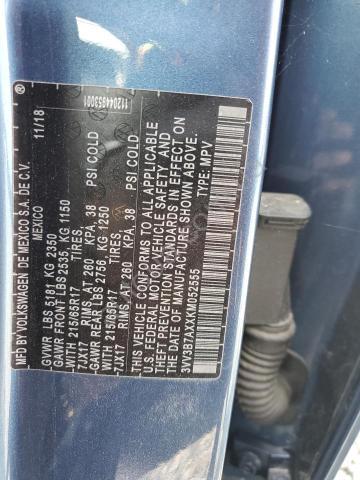 MFD BY VOLKSWAGEN DE MEXICO S.A. DE C.V. 11/18
MEXICO
GVWR LBS 5181 KG 2350
GAWR FRONT LBS 2535, KG 1150
WITH 215/65R17 TIRES,
7JX17 RIMS, AT 260 KPA, 38 PSI COLD
GAWR REAR LBS 2756, KG 1250
WITH 215/65R17 TIRES,
-7JX17 RIMS, AT 260 KPA, 38 PSI COLD
THIS VEHICLE CONFORMS TO ALL APPLICABLE
U.S. FEDERAL MOTOR VEHICLE SAFETY, AND THEFT
PREVENTION STANDARDS IN EFFECT ON
THE DATE OF MANUFACTURE SHOWN ABOVE
3VV3B7AXXKM052555 TYPE: MPV
112044953001